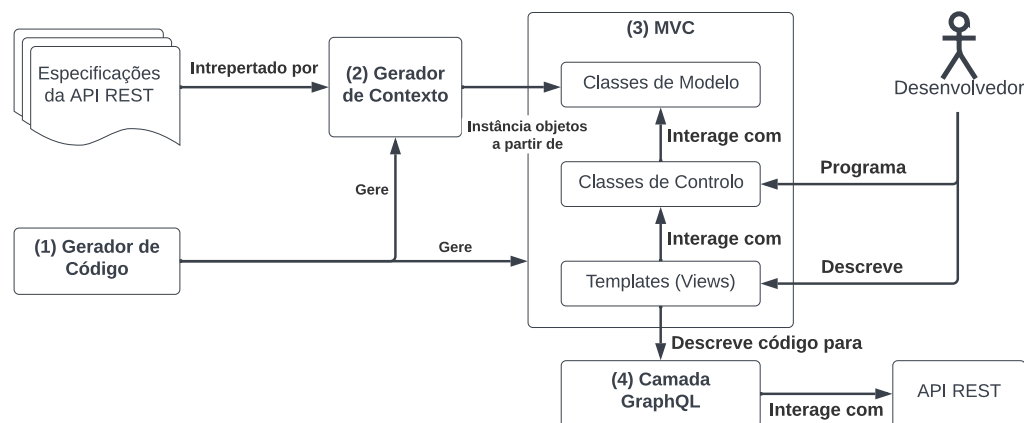 (3) MVC
Especificações
da API REST
Intrepertado por
(2) Gerador
de Contexto
Classes de Modelo
Desenvolvedor
Instância objetos
a partir de
Interage com
Gere
Classes de Controlo
Programa
(1) Gerador de
Código
Gere
Interage com
Templates (Views)
Descreve
Descreve código para
(4) Camada
GraphQL
Interage com
API REST